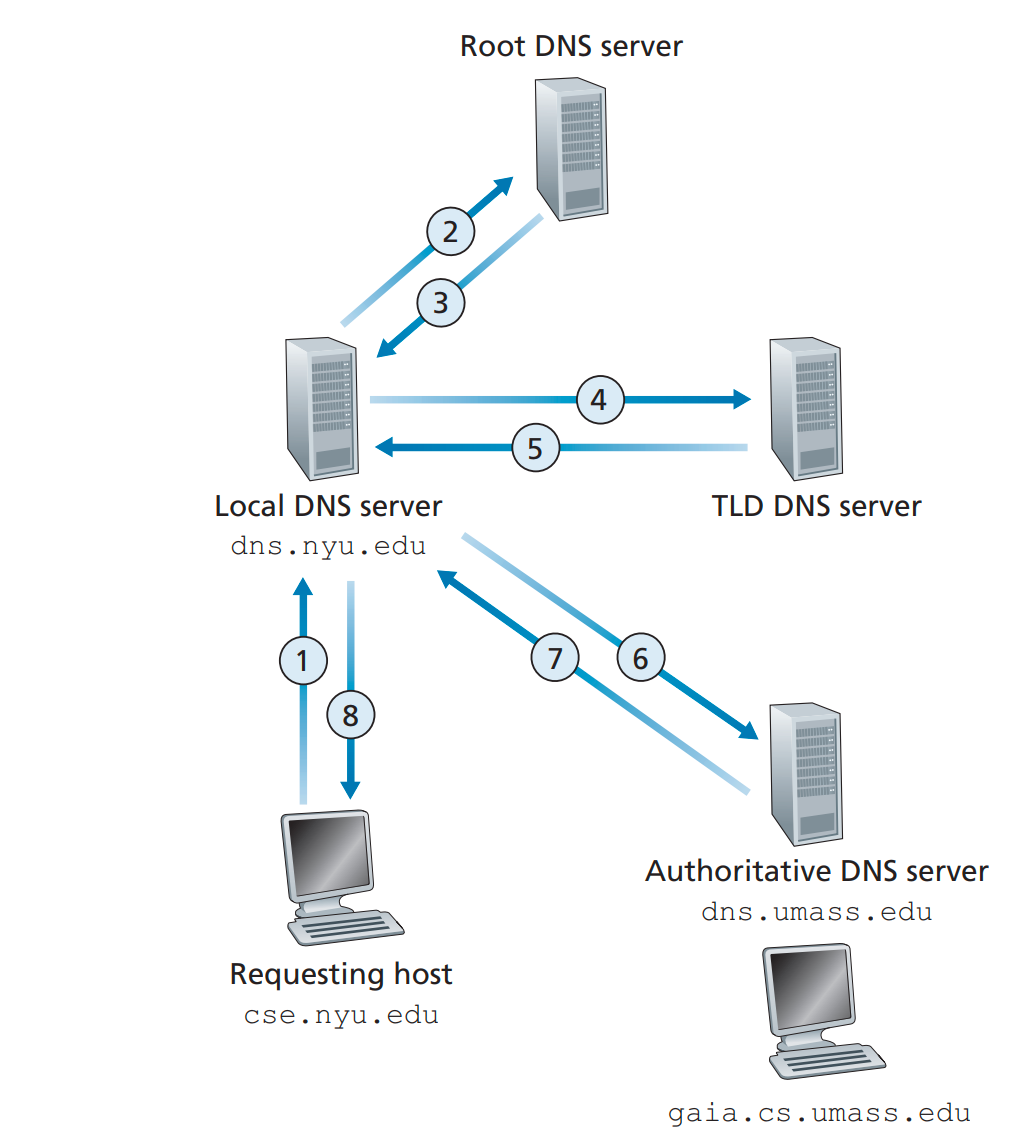 Root DNS server
2
3
4
5
Local DNS server
dns.nyu.edu
TLD DNS server
1
8
7
6
Authoritative DNS server
dns.umass.edu
Requesting host
cse.nyu.edu
gaia.cs.umass.edu